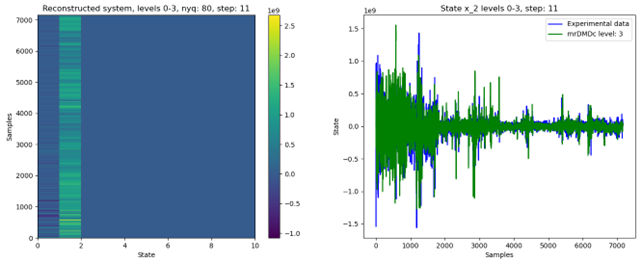 Reconstructed system, levels 0-3, nyq: 80, step: 11
1e9
7000
6000
5000
4000
3000
2000
1000
0
Samples
0 2 4 6 8 10
State
2.5
2.0
1.5
1.0
0.5
0.0
−0.5
−1.0
State x_2 levels 0-3, step: 11
1e9
1.5
1.0
0.5
0.0
−0.5
−1.0
−1.5
State
0 1000 2000 3000 4000 5000 6000 7000
Samples
Experimental data
mrDMDc level: 3